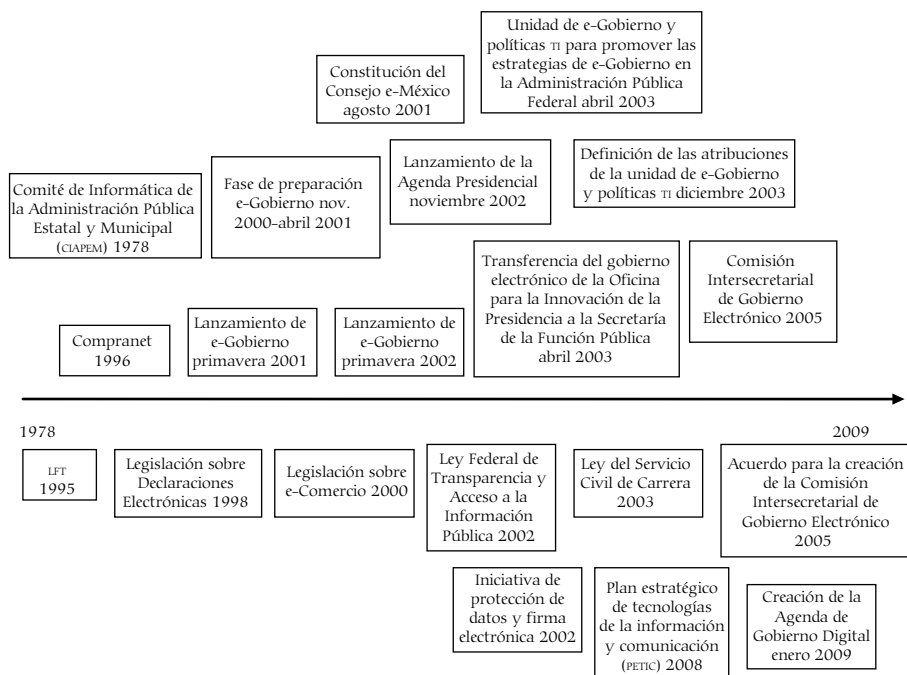 Unidad de e-Gobierno y
políticas TI para promover las
estrategias de e-Gobierno en
la Administración Pública
Federal abril 2003
Constitución del
Consejo e-México
agosto 2001
Comité de Informática de
la Administración Pública
Estatal y Municipal
(CIAPEM) 1978
Fase de preparación
e-Gobierno nov.
2000-abril 2001
Lanzamiento de la
Agenda Presidencial
noviembre 2002
Definición de las atribuciones
de la unidad de e-Gobierno
y políticas TI diciembre 2003
Compranet
1996
Lanzamiento de
e-Gobierno
primavera 2001
Lanzamiento de
e-Gobierno
primavera 2002
Transferencia del gobierno
electrónico de la Oficina
para la Innovación de la
Presidencia a la Secretaría
de la Función Pública
abril 2003
Comisión
Intersecretarial
de Gobierno
Electrónico 2005
1978
2009
LFT
1995
Legislación sobre
Declaraciones
Electrónicas 1998
Legislación sobre
e-Comercio 2000
Ley Federal de
Transparencia y
Acceso a la
Información
Pública 2002
Ley del Servicio
Civil de Carrera
2003
Acuerdo para la creación
de la Comisión
Intersecretarial de
Gobierno Electrónico
2005
Iniciativa de
protección de
datos y firma
electrónica 2002
Plan estratégico
de tecnologías
de la información
y comunicación
(PETIC) 2008
Creación de la
Agenda de
Gobierno Digital
enero 2009